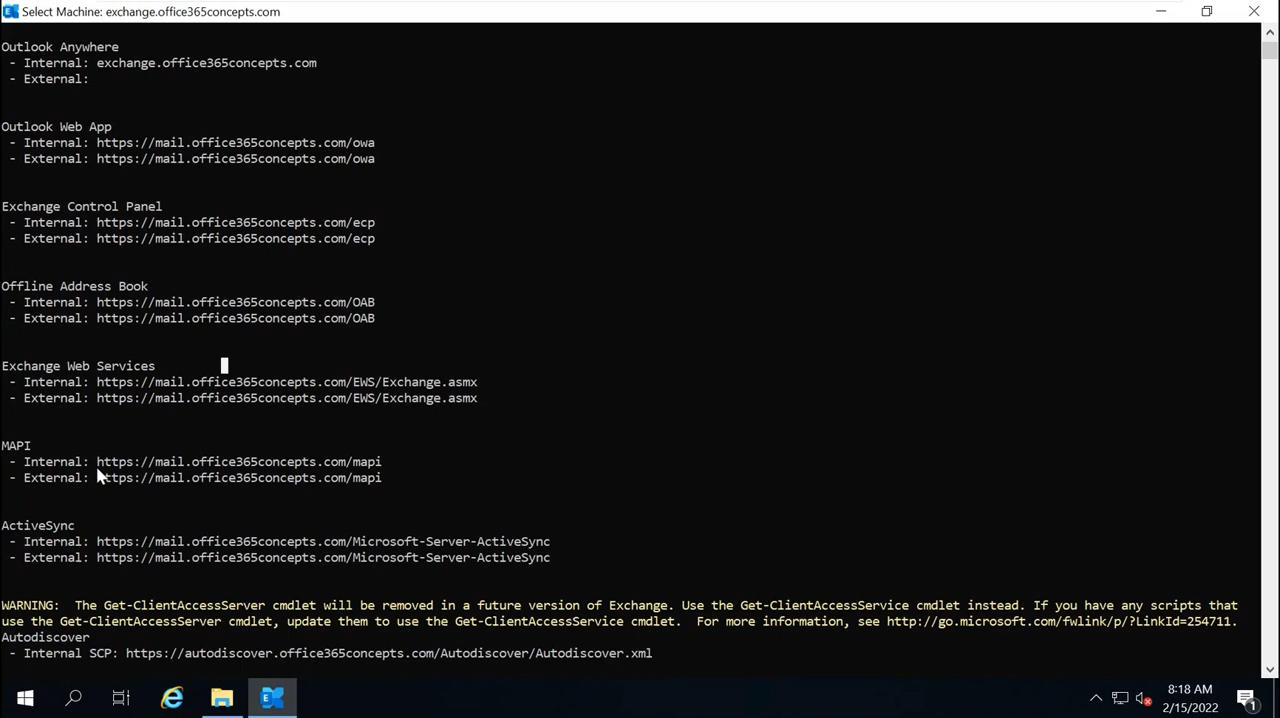 Select Machine: exchange.office365concepts.com
Outlook Anywhere
- Internal: exchange.office365concepts.com
- External:
Outlook Web App
- Internal: https://mail.office365concepts.com/owa
- External: https://mail.office365concepts.com/owa
Exchange Control Panel
- Internal: https://mail.office365concepts.com/ecp
- External: https://mail.office365concepts.com/ecp
Offline Address Book
- Internal: https://mail.office365concepts.com/OAB
- External: https://mail.office365concepts.com/OAB
Exchange Web Services
- Internal: https://mail.office365concepts.com/EWS/Exchange.asmx
- External: https://mail.office365concepts.com/EWS/Exchange.asmx
MAPI
- Internal: https://mail.office365concepts.com/mapi
- External: https://mail.office365concepts.com/mapi
ActiveSync
- Internal: https://mail.office365concepts.com/Microsoft-Server-ActiveSync
- External: https://mail.office365concepts.com/Microsoft-Server-ActiveSync
WARNING:  The Get-ClientAccessServer cmdlet will be removed in a future version of Exchange. Use the Get-ClientAccessService cmdlet instead. If you have any scripts that
use the Get-ClientAccessServer cmdlet, update them to use the Get-ClientAccessService cmdlet.  For more information, see http://go.microsoft.com/fwlink/p/?LinkId=254711.
Autodiscover
- Internal SCP: https://autodiscover.office365concepts.com/Autodiscover/Autodiscover.xml
8:18 AM
2/15/2022
1